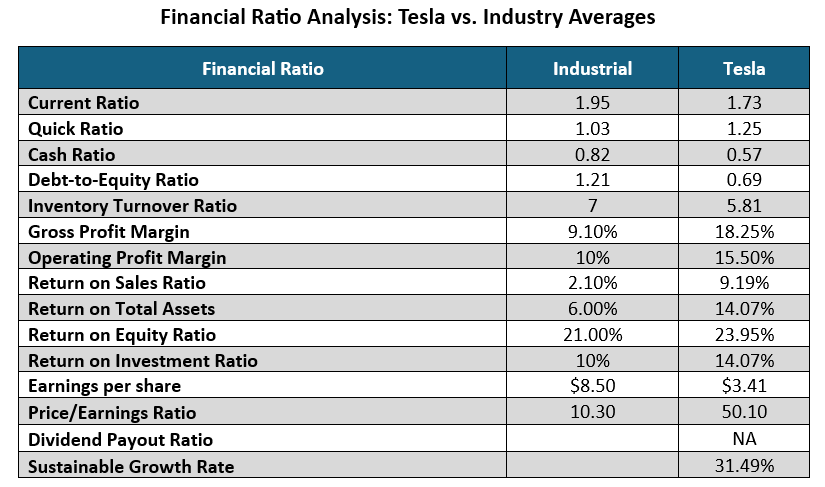 Financial Ratio Analysis: Tesla vs. Industry Averages
Financial Ratio Industrial Tesla
Current Ratio 1.95 1.73
Quick Ratio 1.03 1.25
Cash Ratio 0.82 0.57
Debt-to-Equity Ratio 1.21 0.69
Inventory Turnover Ratio 7 5.81
Gross Profit Margin 9.10% 18.25%
Operating Profit Margin 10% 15.50%
Return on Sales Ratio 2.10% 9.19%
Return on Total Assets 6.00% 14.07%
Return on Equity Ratio 21.00% 23.95%
Return on Investment Ratio 10% 14.07%
Earnings per share $8.50 $3.41
Price/Earnings Ratio 10.30 50.10
Dividend Payout Ratio NA
Sustainable Growth Rate 31.49%